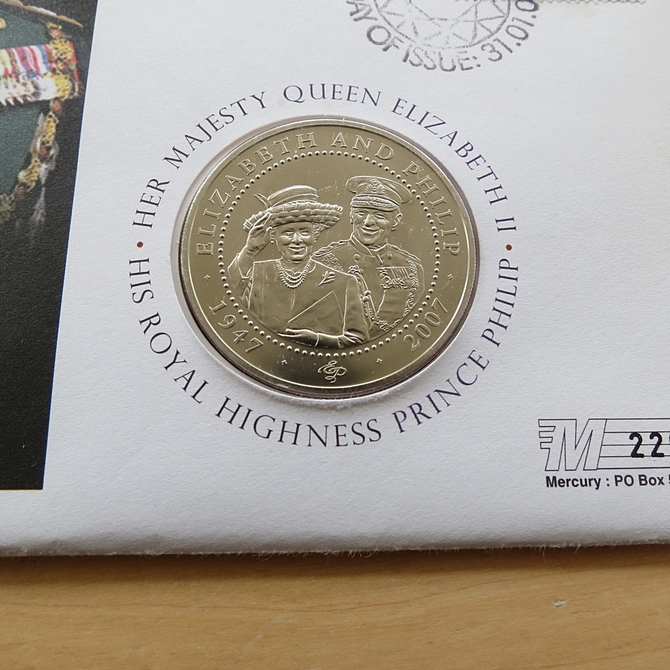 DAY OF ISSUE: 31.01.0
• HER MAJESTY QUEEN ELIZABETH II •
HIS ROYAL HIGHNESS PRINCE PHILIP
ELIZABETH AND PHILIP
1947
2007
M 22
Mercury : PO Box